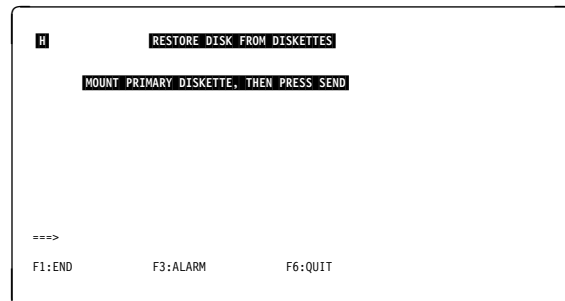 H RESTORE DISK FROM DISKETTES
MOUNT PRIMARY DISKETTE, THEN PRESS SEND
===>
F1:END F3:ALARM F6:QUIT